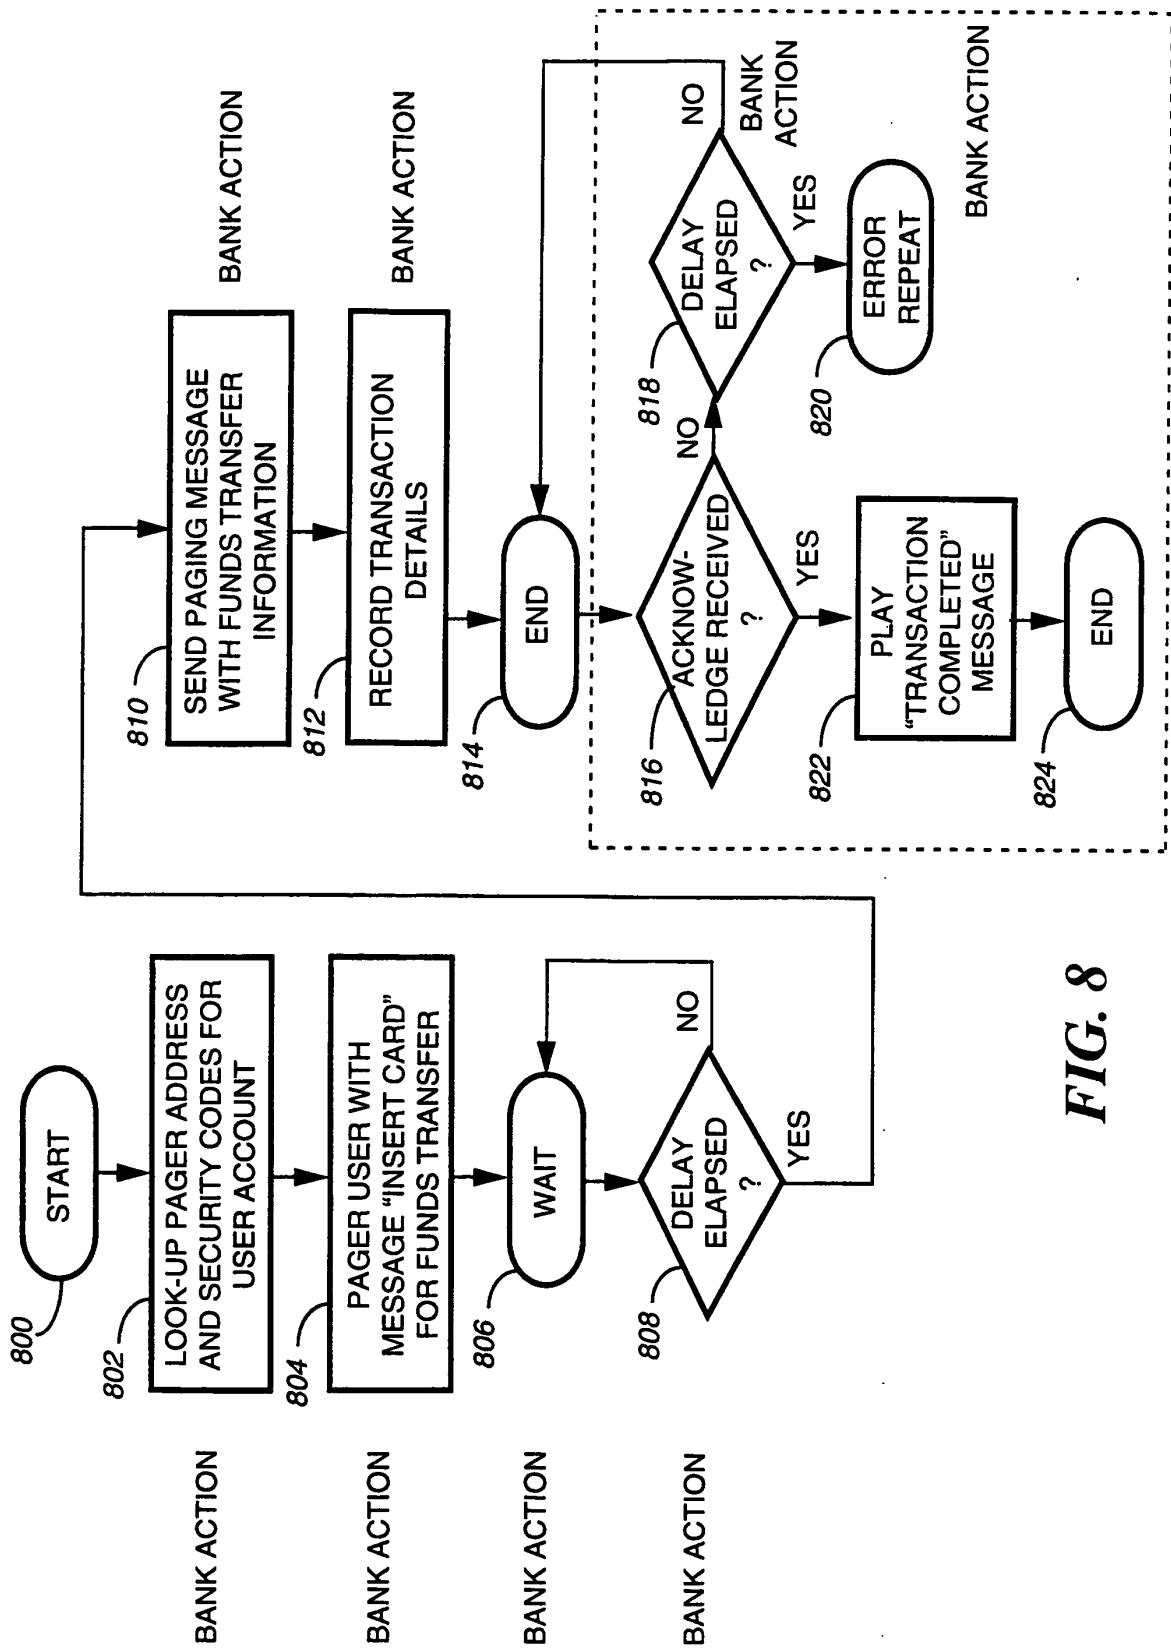 START
800
LOOK-UP PAGER ADDRESS
AND SECURITY CODES FOR
USER ACCOUNT
802
BANK ACTION
PAGER USER WITH
MESSAGE “INSERT CARD”
FOR FUNDS TRANSFER
804
BANK ACTION
WAIT
806
BANK ACTION
DELAY
ELAPSED
?
808
NO
YES
BANK ACTION
SEND PAGING MESSAGE
WITH FUNDS TRANSFER
INFORMATION
810
BANK ACTION
RECORD TRANSACTION
DETAILS
812
BANK ACTION
END
814
ACKNOW-
LEDGE RECEIVED
?
816
NO
YES
DELAY
ELAPSED
?
818
NO
YES
BANK
ACTION
ERROR
REPEAT
820
PLAY
“TRANSACTION
COMPLETED”
MESSAGE
822
END
824
BANK ACTION
FIG. 8